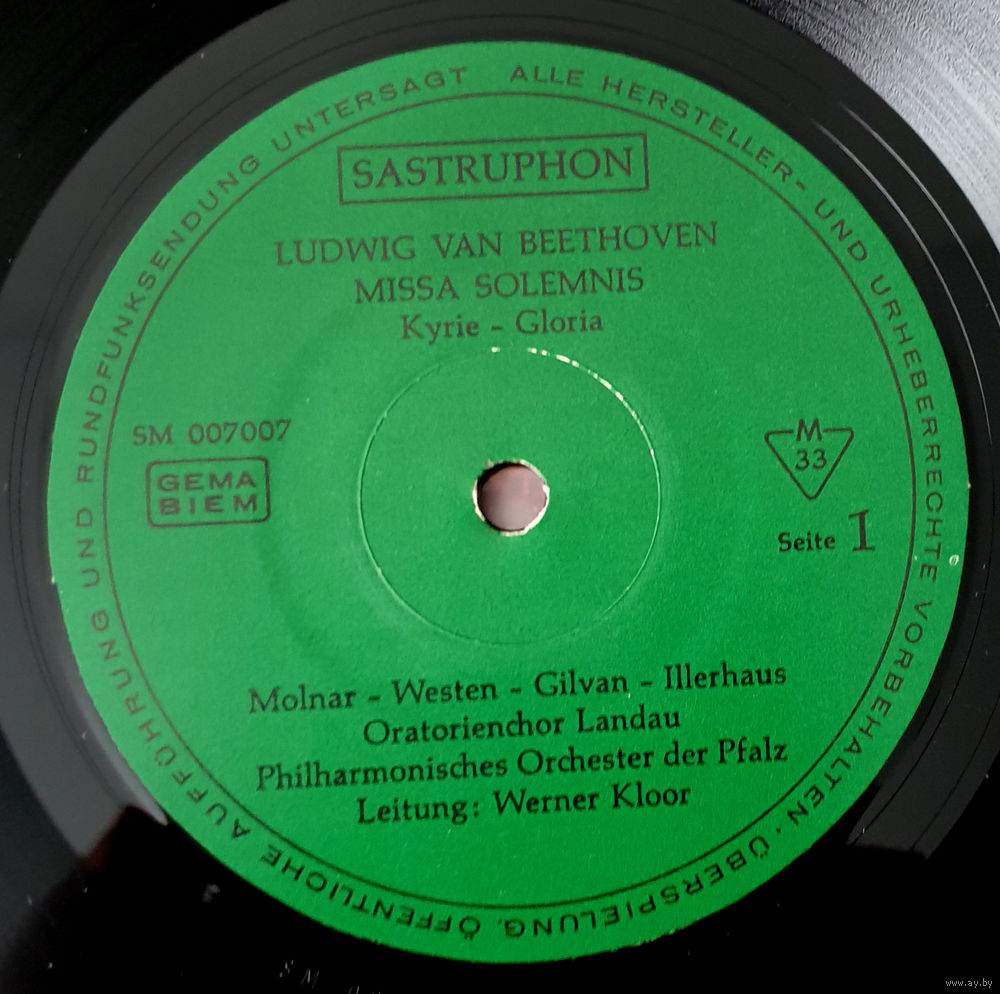 ALLE HERSTELLER- UND URHEBERRECHTE VORBEHALTEN · ÜBERSPIELUNG, ÖFFENTLICHE AUFFÜHRUNG UND RUNDFUNKSENDUNG UNTERSAGT
SASTRUPHON
LUDWIG VAN BEETHOVEN
MISSA SOLEMNIS
Kyrie - Gloria
SM 007007
GEMA
BIEM
M
33
Seite 1
Molnar - Westen - Gilvan - Illerhaus
Oratorienchor Landau
Philharmonisches Orchester der Pfalz
Leitung: Werner Kloor
SM
www.ay.by